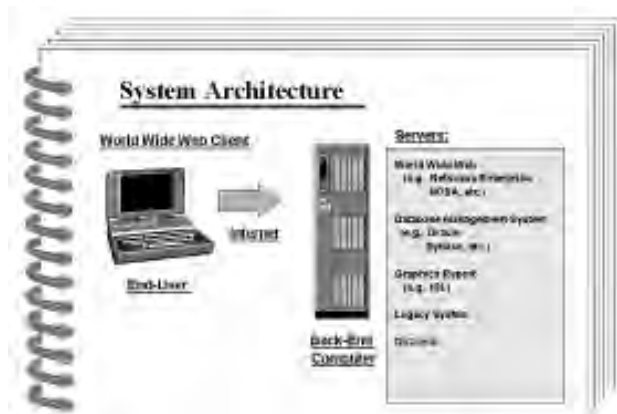 System Architecture
World Wide Web Client
Servers:
World Wide Web
(e.g. Netscape Enterprise
NCSA, etc.)
Internet
Database Management System
(e.g., Oracle
Sybase, etc.)
End-User
Graphics Export
(e.g. IDL)
Legacy System
Back-End
Computer